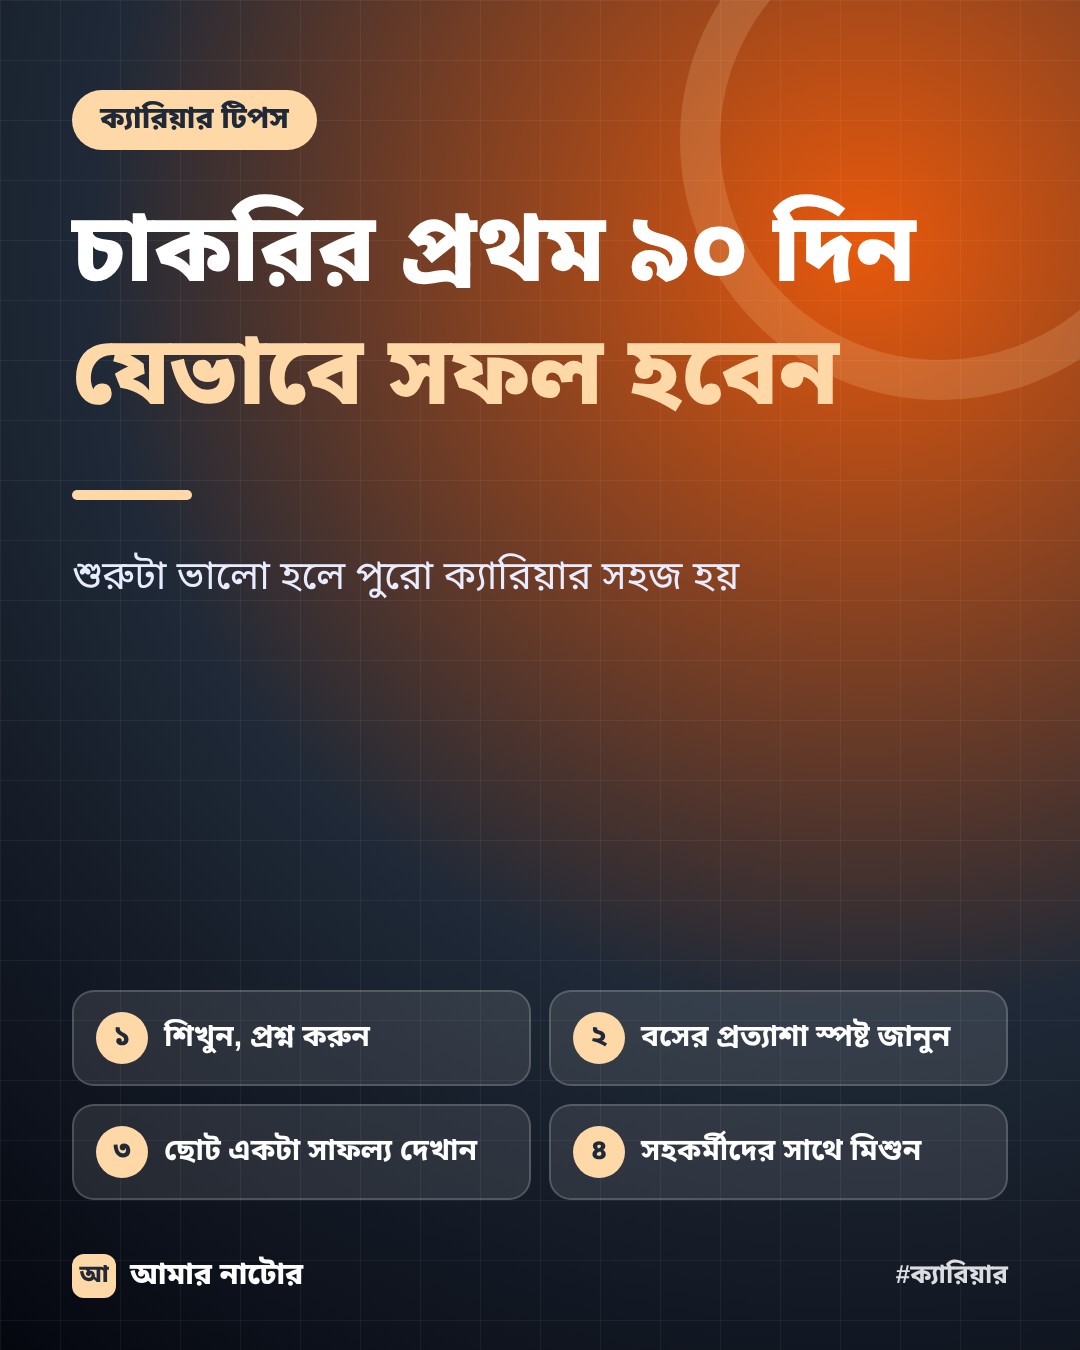 ক্যারিয়ার টিপস
চাকরির প্রথম ৯০ দিন
যেভাবে সফল হবেন
শুরুটা ভালো হলে পুরো ক্যারিয়ার সহজ হয়
১ শিখুন, প্রশ্ন করুন
২ বসের প্রত্যাশা স্পষ্ট জানুন
৩ ছোট একটা সাফল্য দেখান
৪ সহকর্মীদের সাথে মিশুন
আ আমার নাটোর
#ক্যারিয়ার